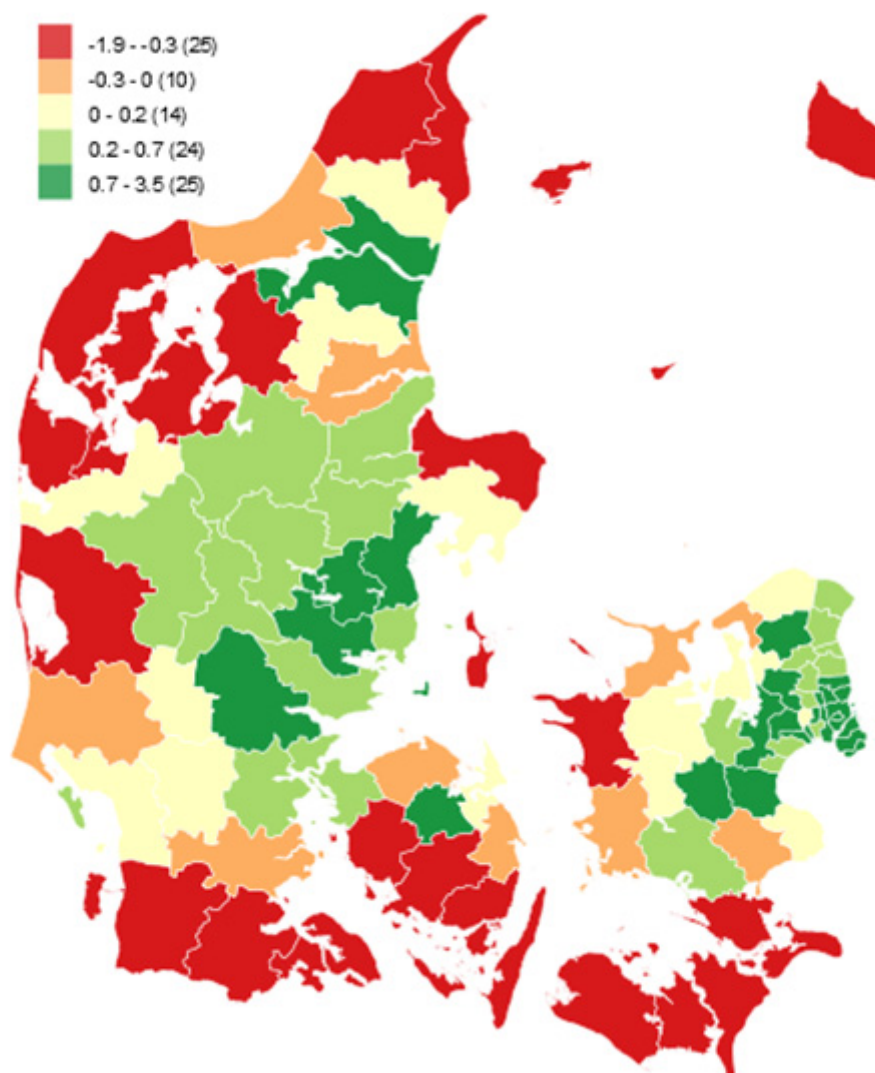 -1.9 - -0.3 (25)
-0.3 - 0 (10)
0 - 0.2 (14)
0.2 - 0.7 (24)
0.7 - 3.5 (25)